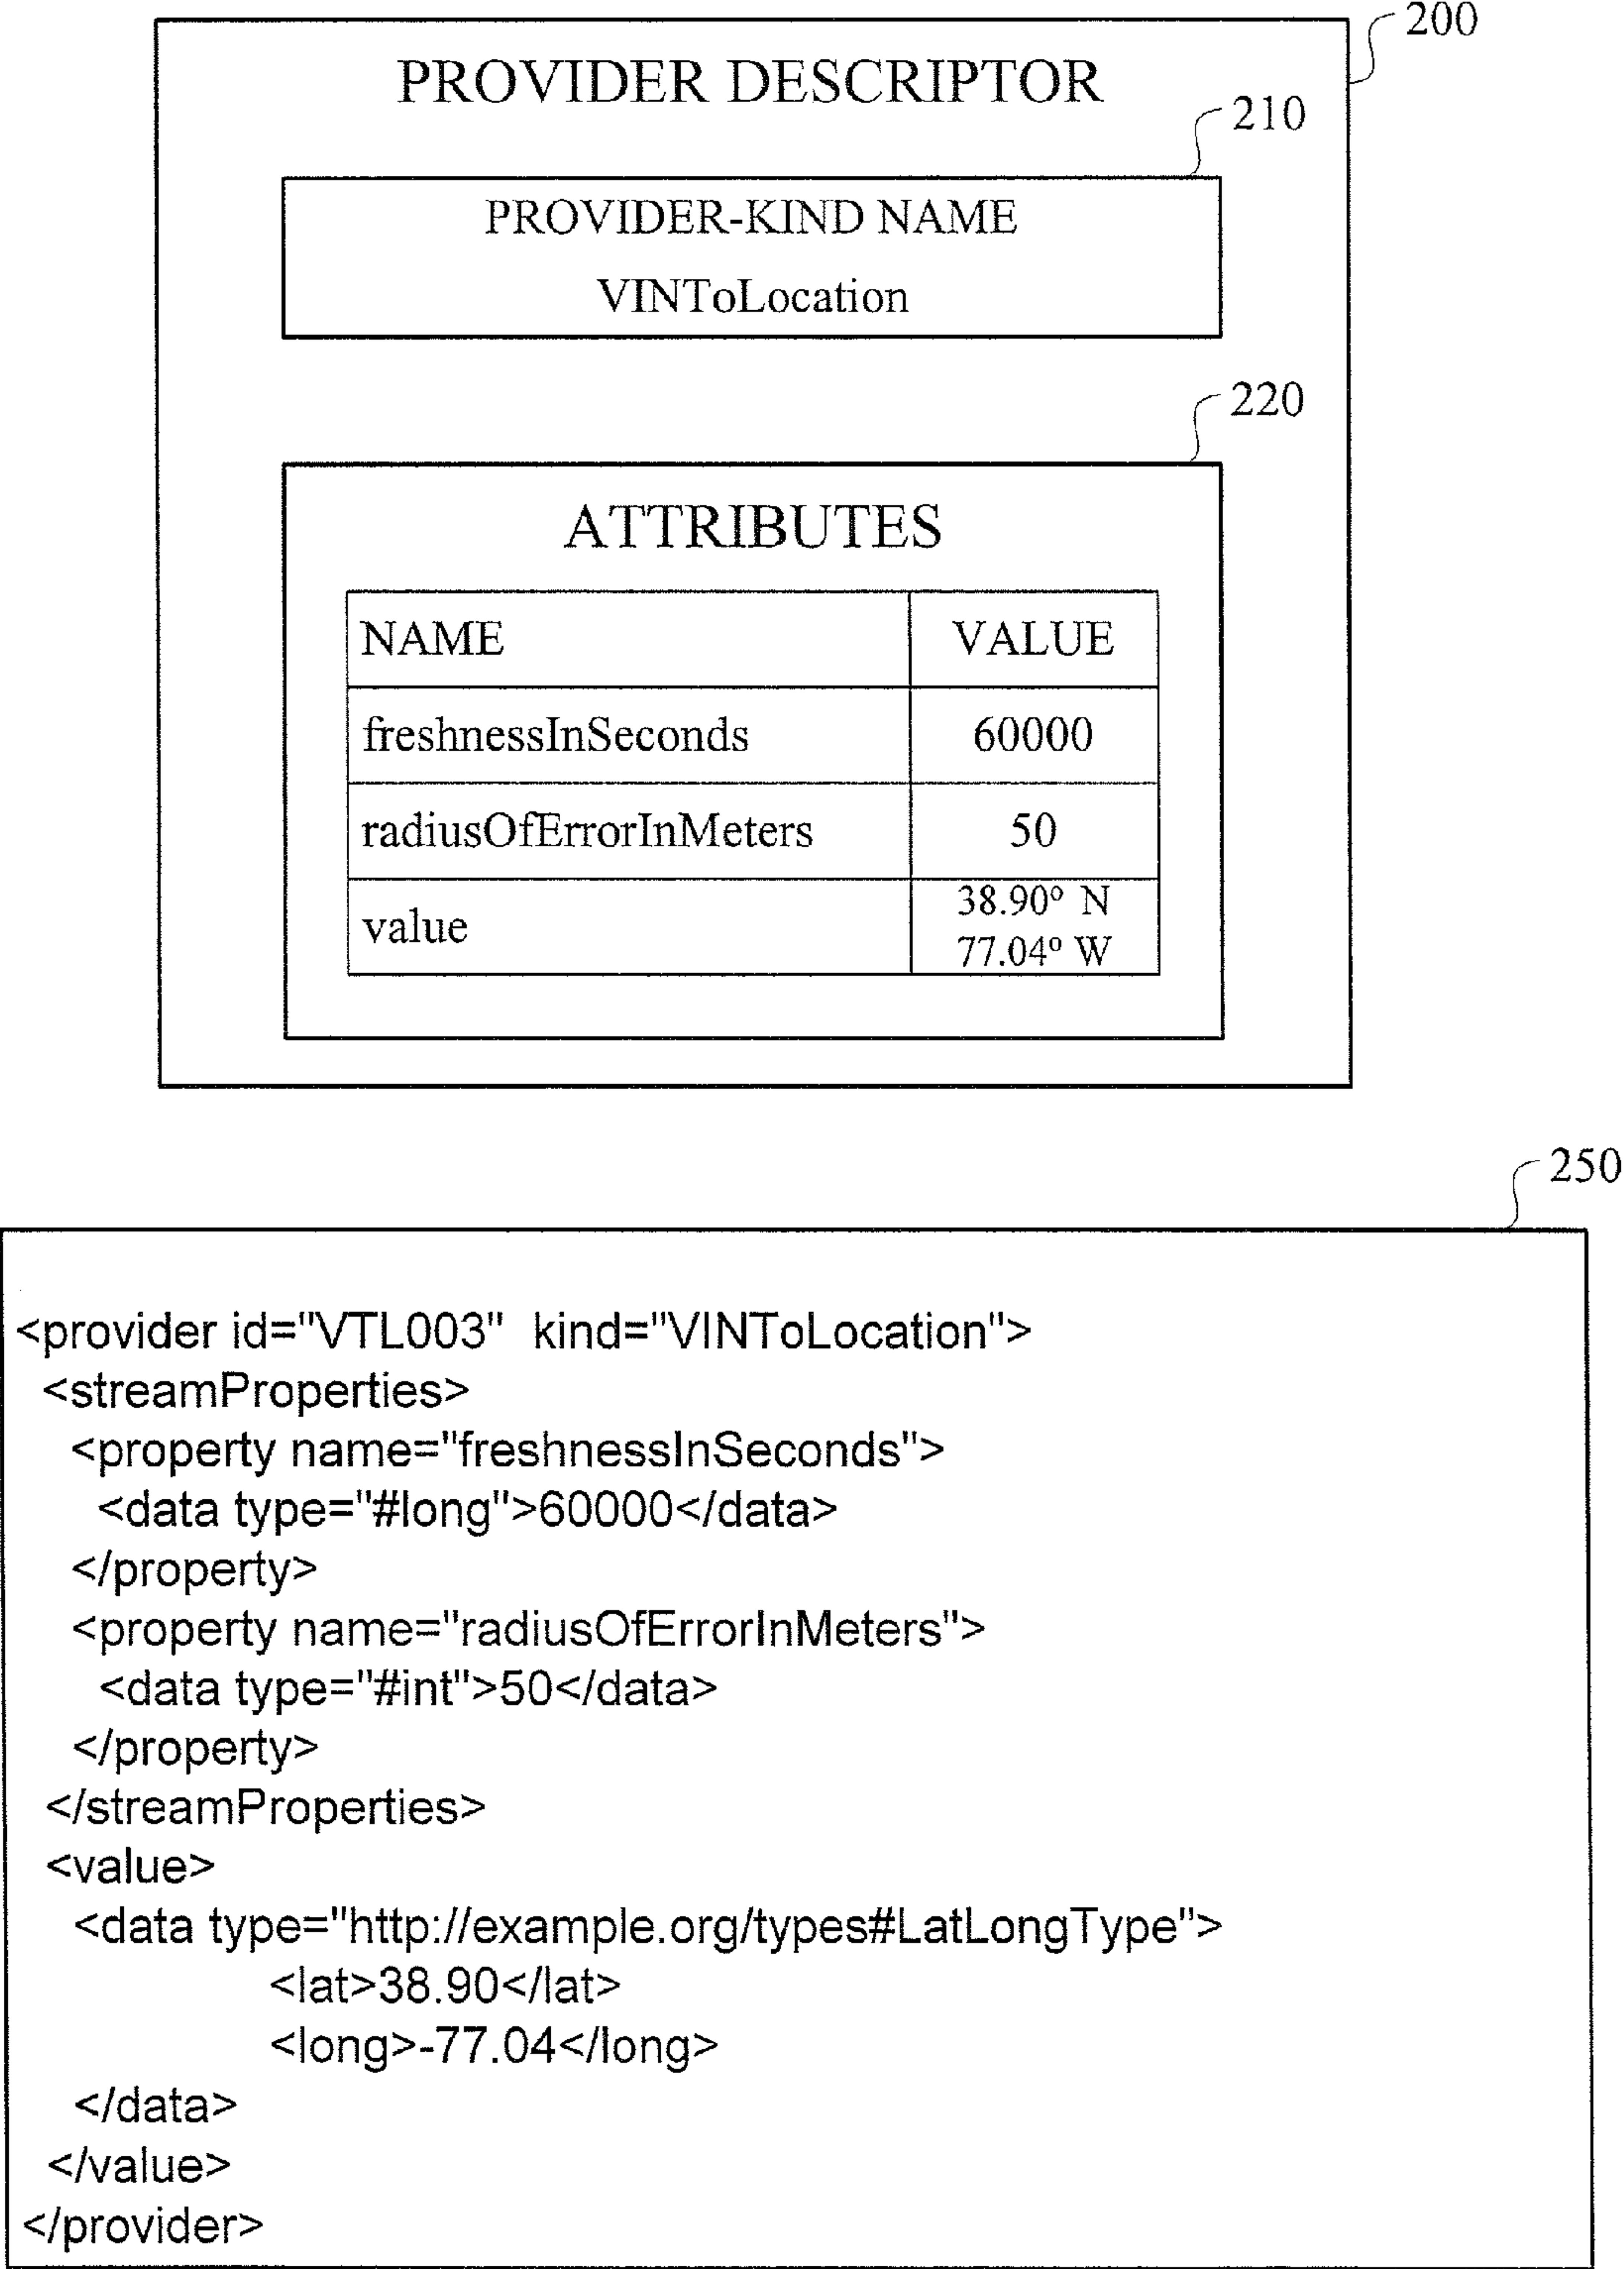 200
PROVIDER DESCRIPTOR
210
PROVIDER-KIND NAME
VINToLocation
220
ATTRIBUTES
NAME VALUE
freshnessInSeconds 60000
radiusOfErrorInMeters 50
value 38.90º N
77.04º W
250
<provider id="VTL003" kind="VINToLocation">
<streamProperties>
<property name="freshnessInSeconds">
<data type="#long">60000</data>
</property>
<property name="radiusOfErrorInMeters">
<data type="#int">50</data>
</property>
</streamProperties>
<value>
<data type="http://example.org/types#LatLongType">
<lat>38.90</lat>
<long>-77.04</long>
</data>
</value>
</provider>